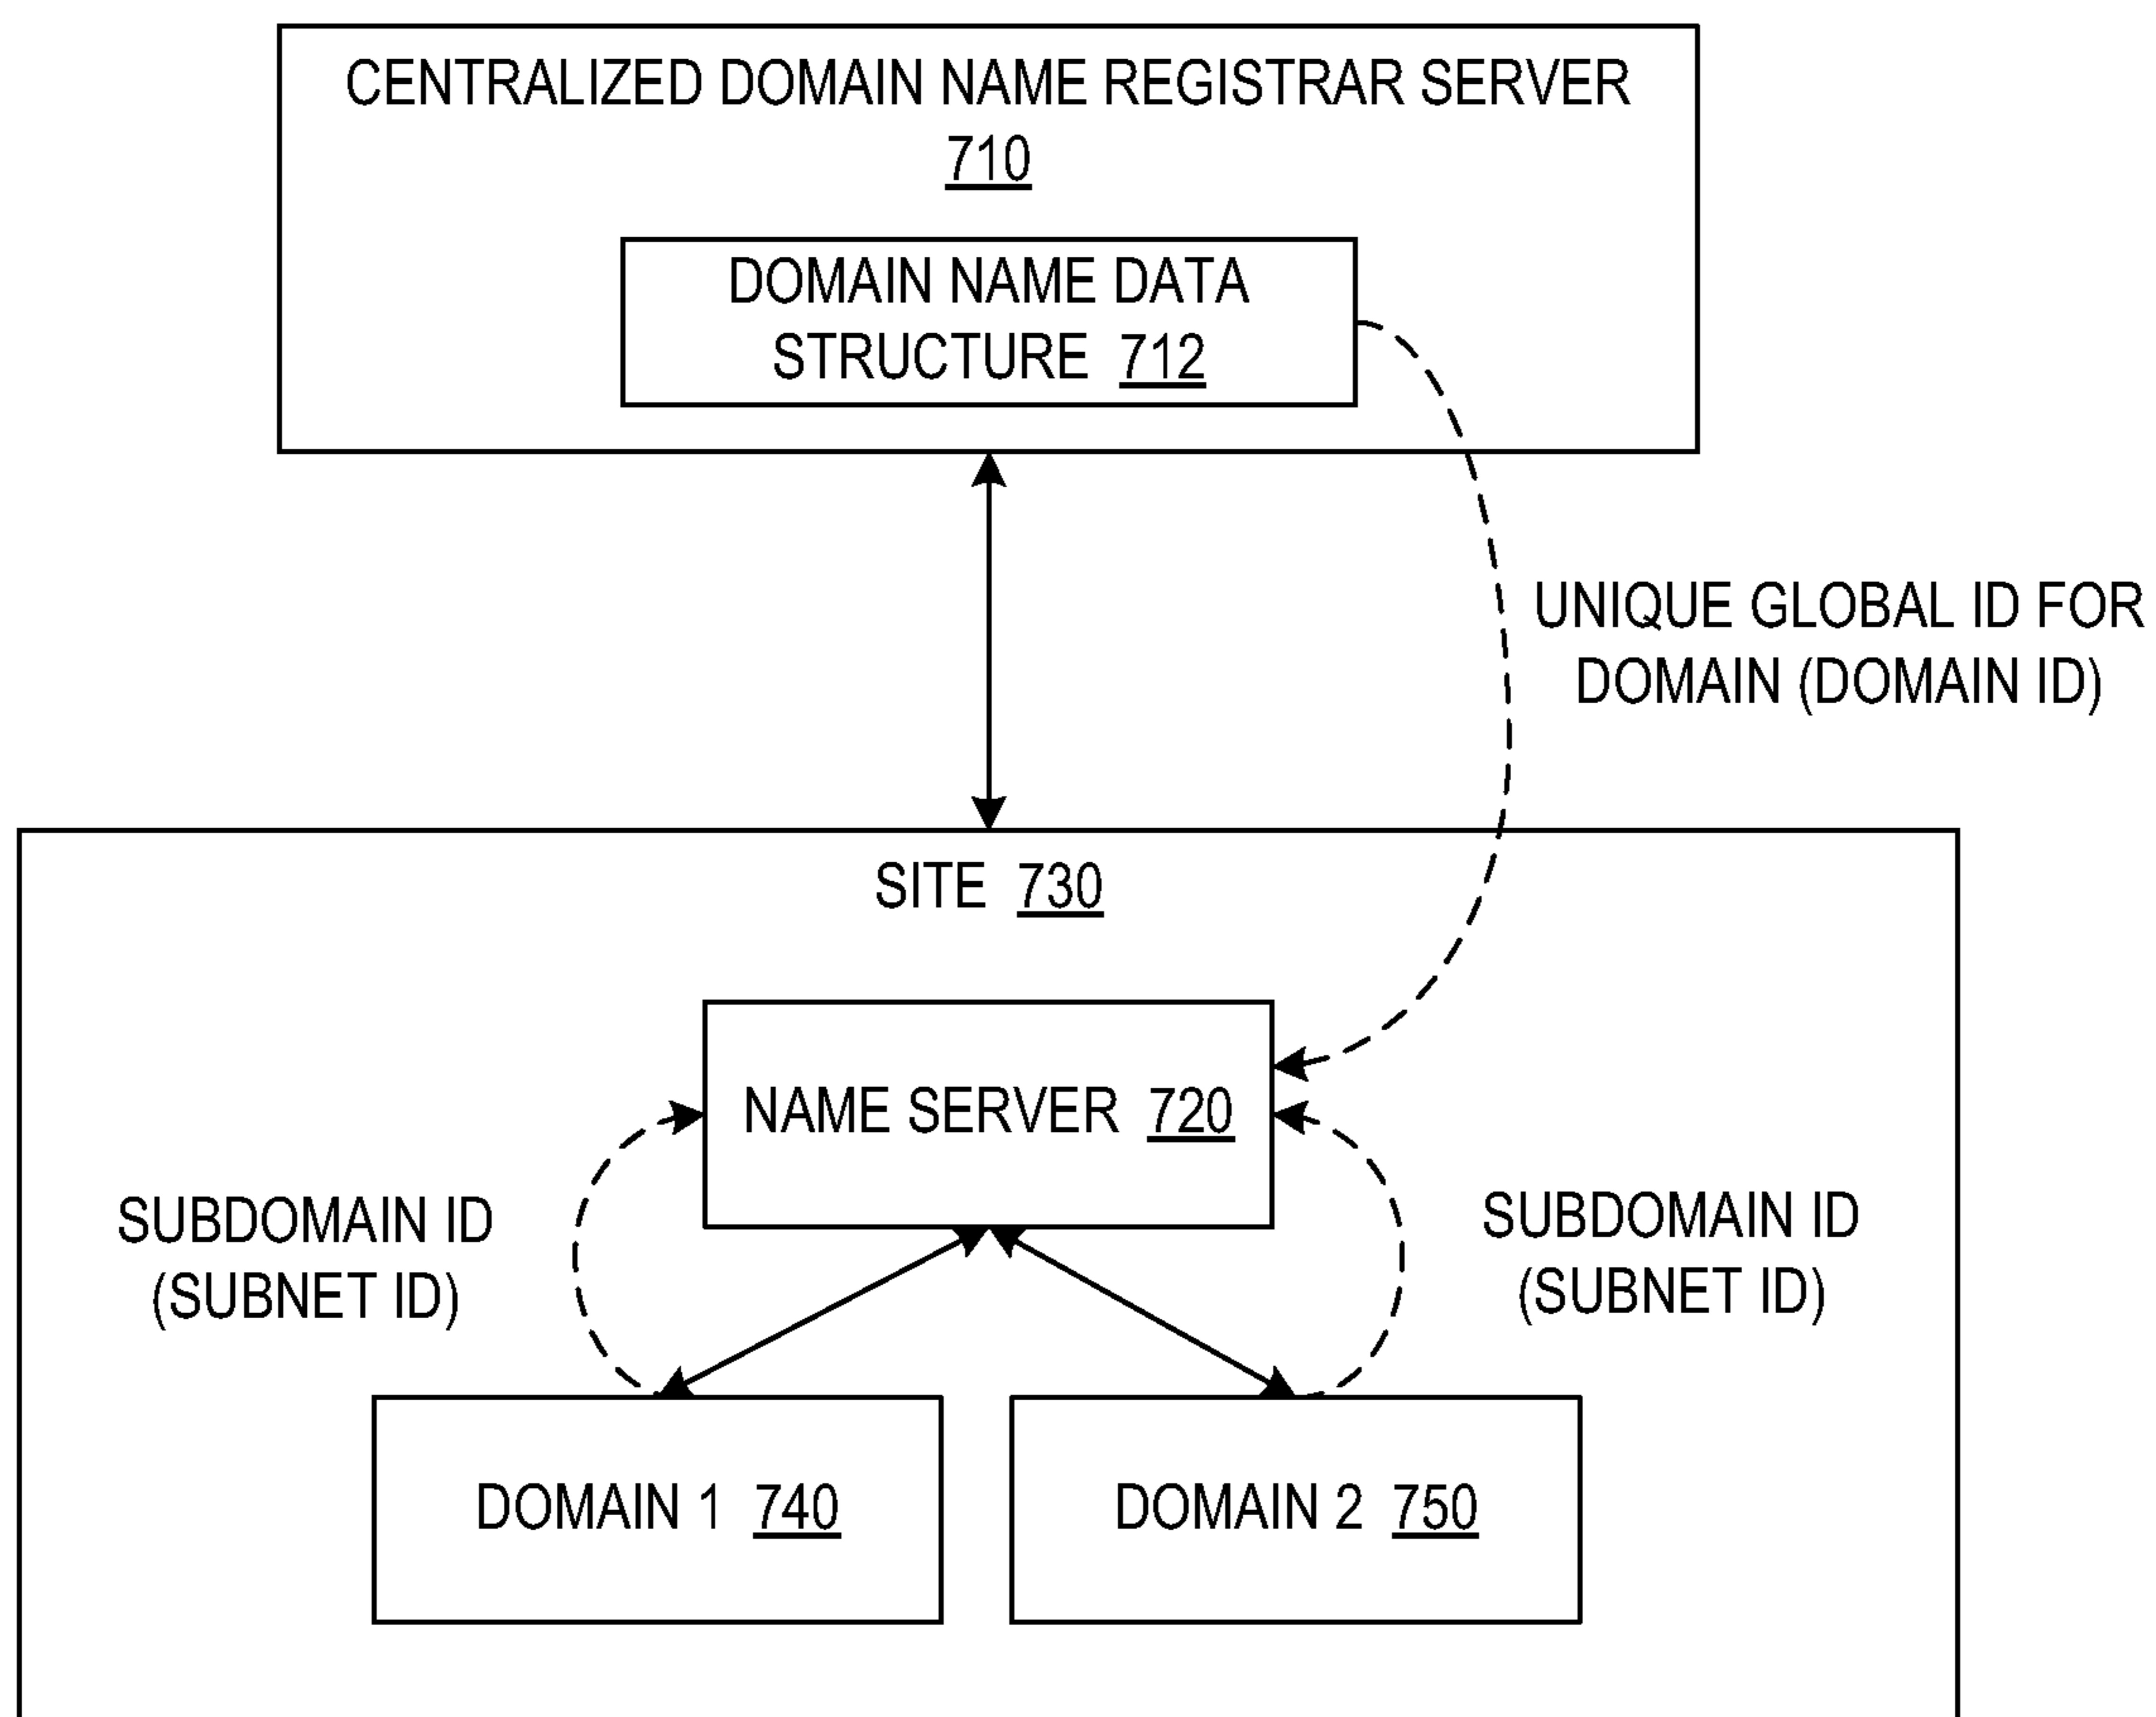 CENTRALIZED DOMAIN NAME REGISTRAR SERVER
710
DOMAIN NAME DATA
STRUCTURE 712
UNIQUE GLOBAL ID FOR
DOMAIN (DOMAIN ID)
SITE 730
NAME SERVER 720
SUBDOMAIN ID
(SUBNET ID)
SUBDOMAIN ID
(SUBNET ID)
DOMAIN 1 740
DOMAIN 2 750